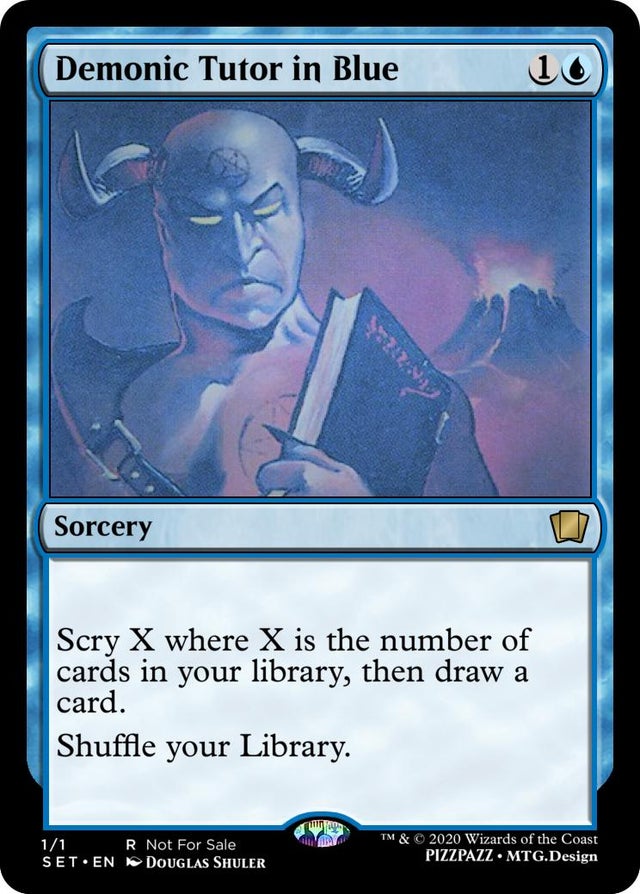 Demonic Tutor in Blue 1
Sorcery
Scry X where X is the number of
cards in your library, then draw a
card.
Shuffle your Library.
1/1 R Not For Sale ™ & © 2020 Wizards of the Coast
SET • EN Douglas Shuler PIZZPAZZ • MTG.Design